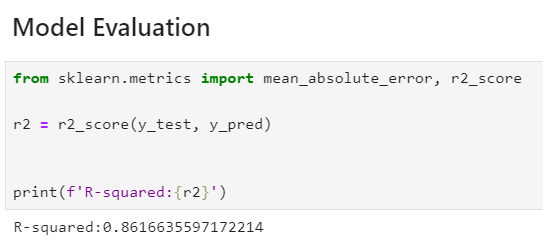 Model Evaluation
from sklearn.metrics import mean_absolute_error, r2_score
r2 = r2_score(y_test, y_pred)
print(f'R-squared:{r2}')
R-squared:0.8616635597172214